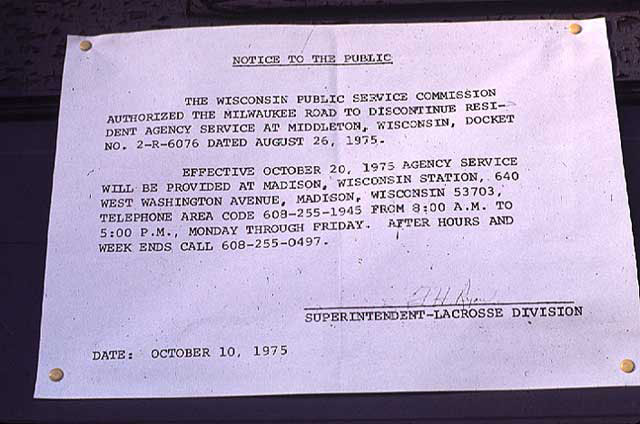 NOTICE TO THE PUBLIC
THE WISCONSIN PUBLIC SERVICE COMMISSION
AUTHORIZED THE MILWAUKEE ROAD TO DISCONTINUE RESI-
DENT AGENCY SERVICE AT MIDDLETON, WISCONSIN, DOCKET
NO. 2-R-6076 DATED AUGUST 26, 1975.
EFFECTIVE OCTOBER 20, 1975 AGENCY SERVICE
WILL BE PROVIDED AT MADISON, WISCONSIN STATION, 640
WEST WASHINGTON AVENUE, MADISON, WISCONSIN 53703,
TELEPHONE AREA CODE 608-255-1945 FROM 8:00 A.M. TO
5:00 P.M., MONDAY THROUGH FRIDAY. AFTER HOURS AND
WEEK ENDS CALL 608-255-0497.
SUPERINTENDENT-LACROSSE DIVISION
DATE: OCTOBER 10, 1975